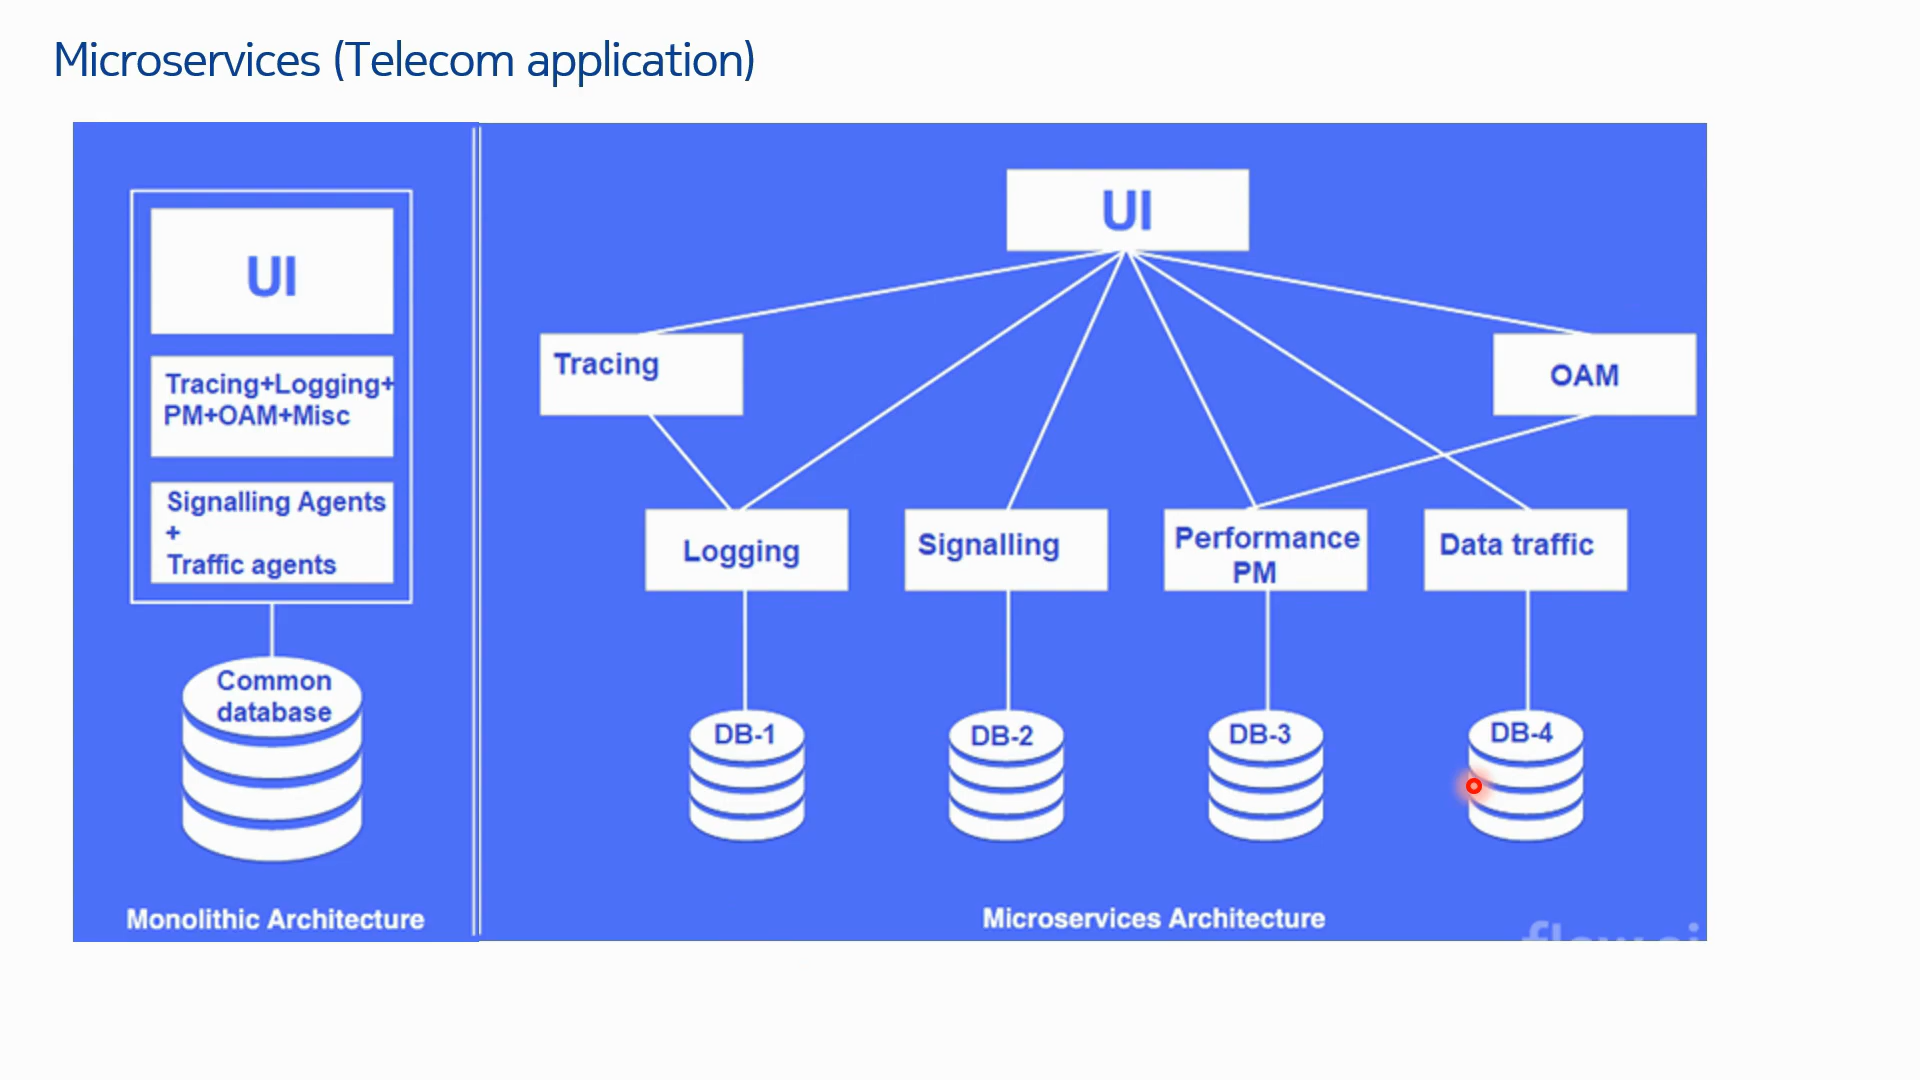 Microservices (Telecom application)
UI
Tracing+Logging+
PM+OAM+Misc
Signalling Agents
+
Traffic agents
Common
database
Monolithic Architecture
UI
Tracing
OAM
Logging
Signalling
Performance
PM
Data traffic
DB-1
DB-2
DB-3
DB-4
Microservices Architecture